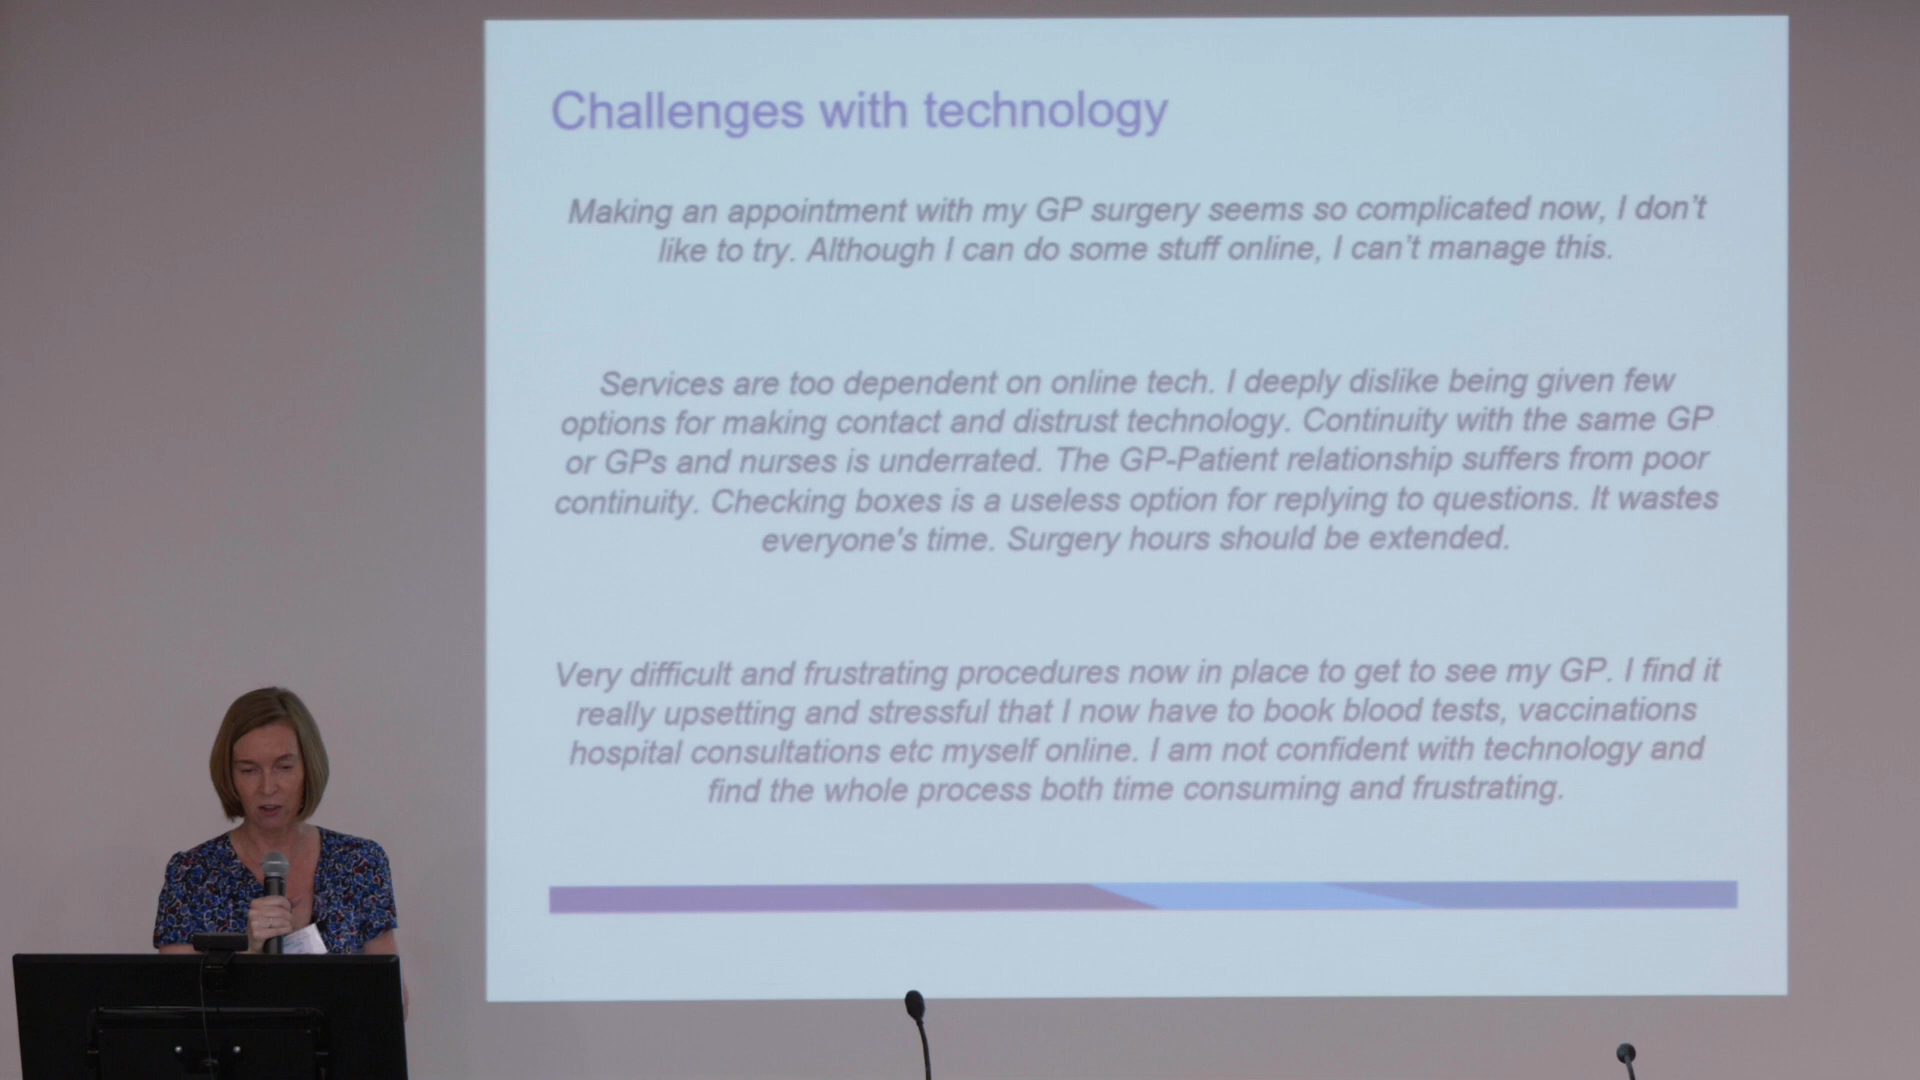 Challenges with technology
Making an appointment with my GP surgery seems so complicated now, I don't
like to try. Although I can do some stuff online, I can't manage this.
Services are too dependent on online tech. I deeply dislike being given few
options for making contact and distrust technology. Continuity with the same GP
or GPs and nurses is underrated. The GP-Patient relationship suffers from poor
continuity. Checking boxes is a useless option for replying to questions. It wastes
everyone's time. Surgery hours should be extended.
Very difficult and frustrating procedures now in place to get to see my GP. I find it
really upsetting and stressful that I now have to book blood tests, vaccinations
hospital consultations etc myself online. I am not confident with technology and
find the whole process both time consuming and frustrating.